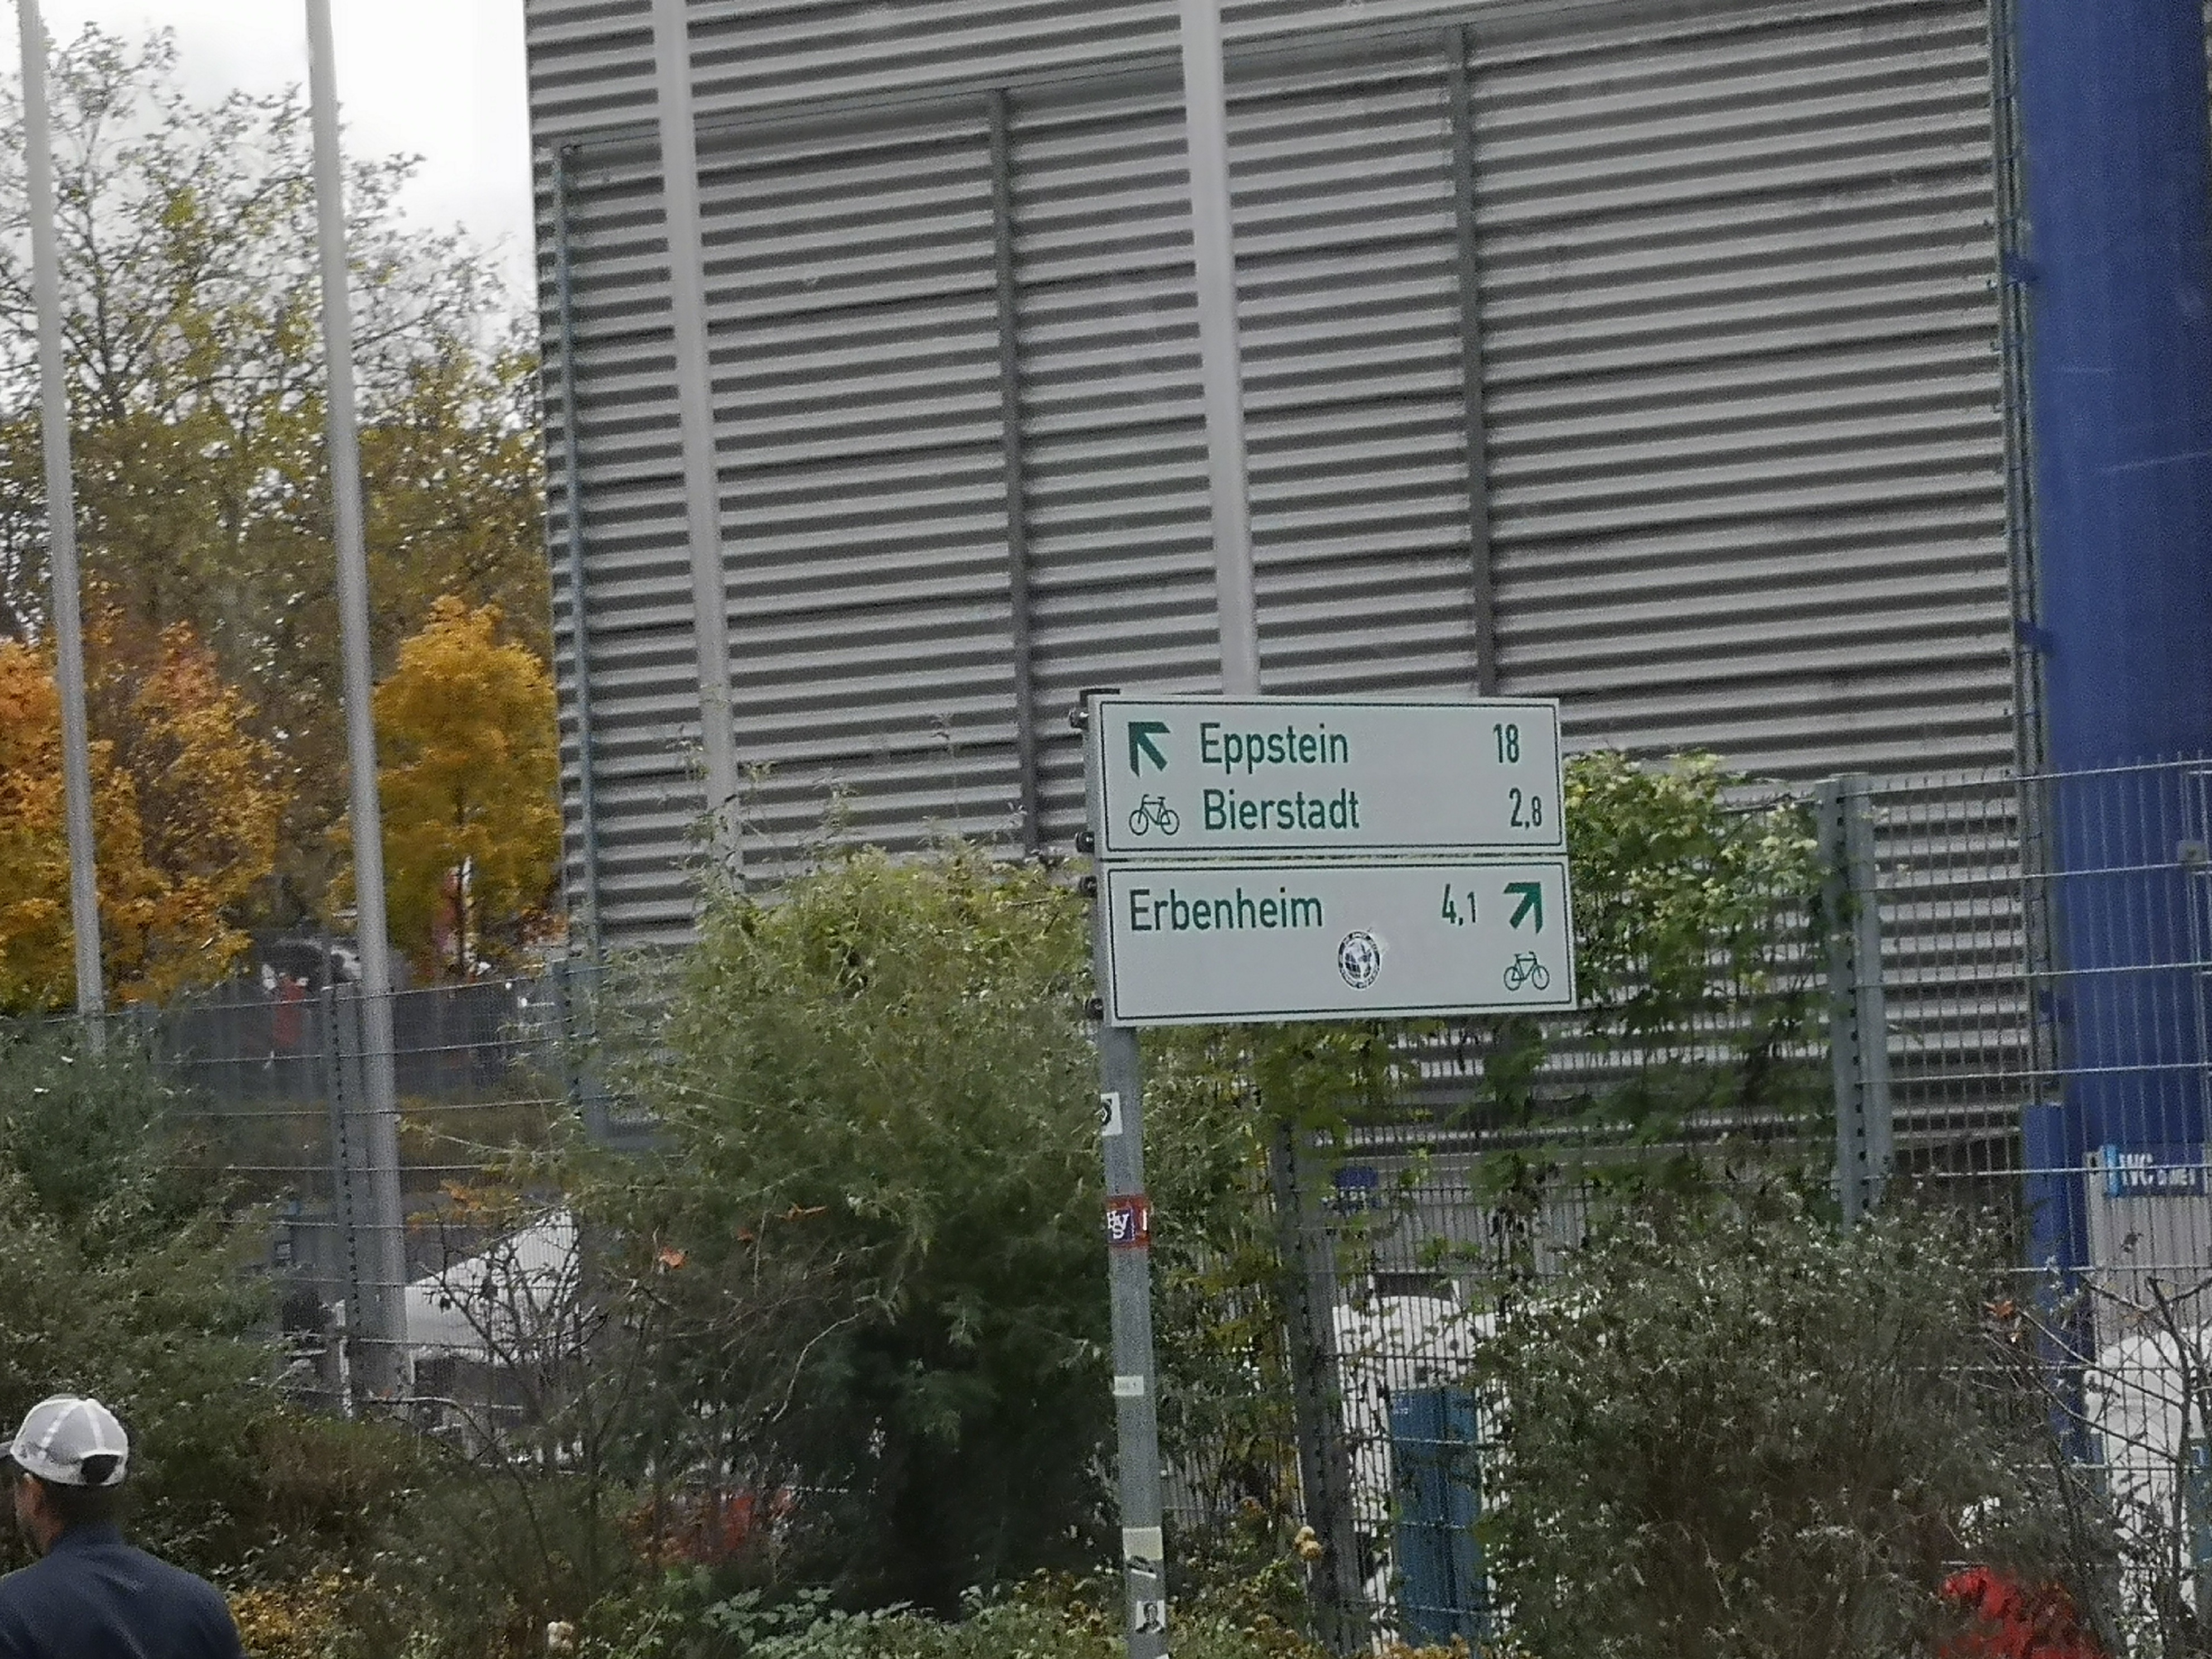 Eppstein 18
Bierstadt 2,8
Erbenheim 4,1